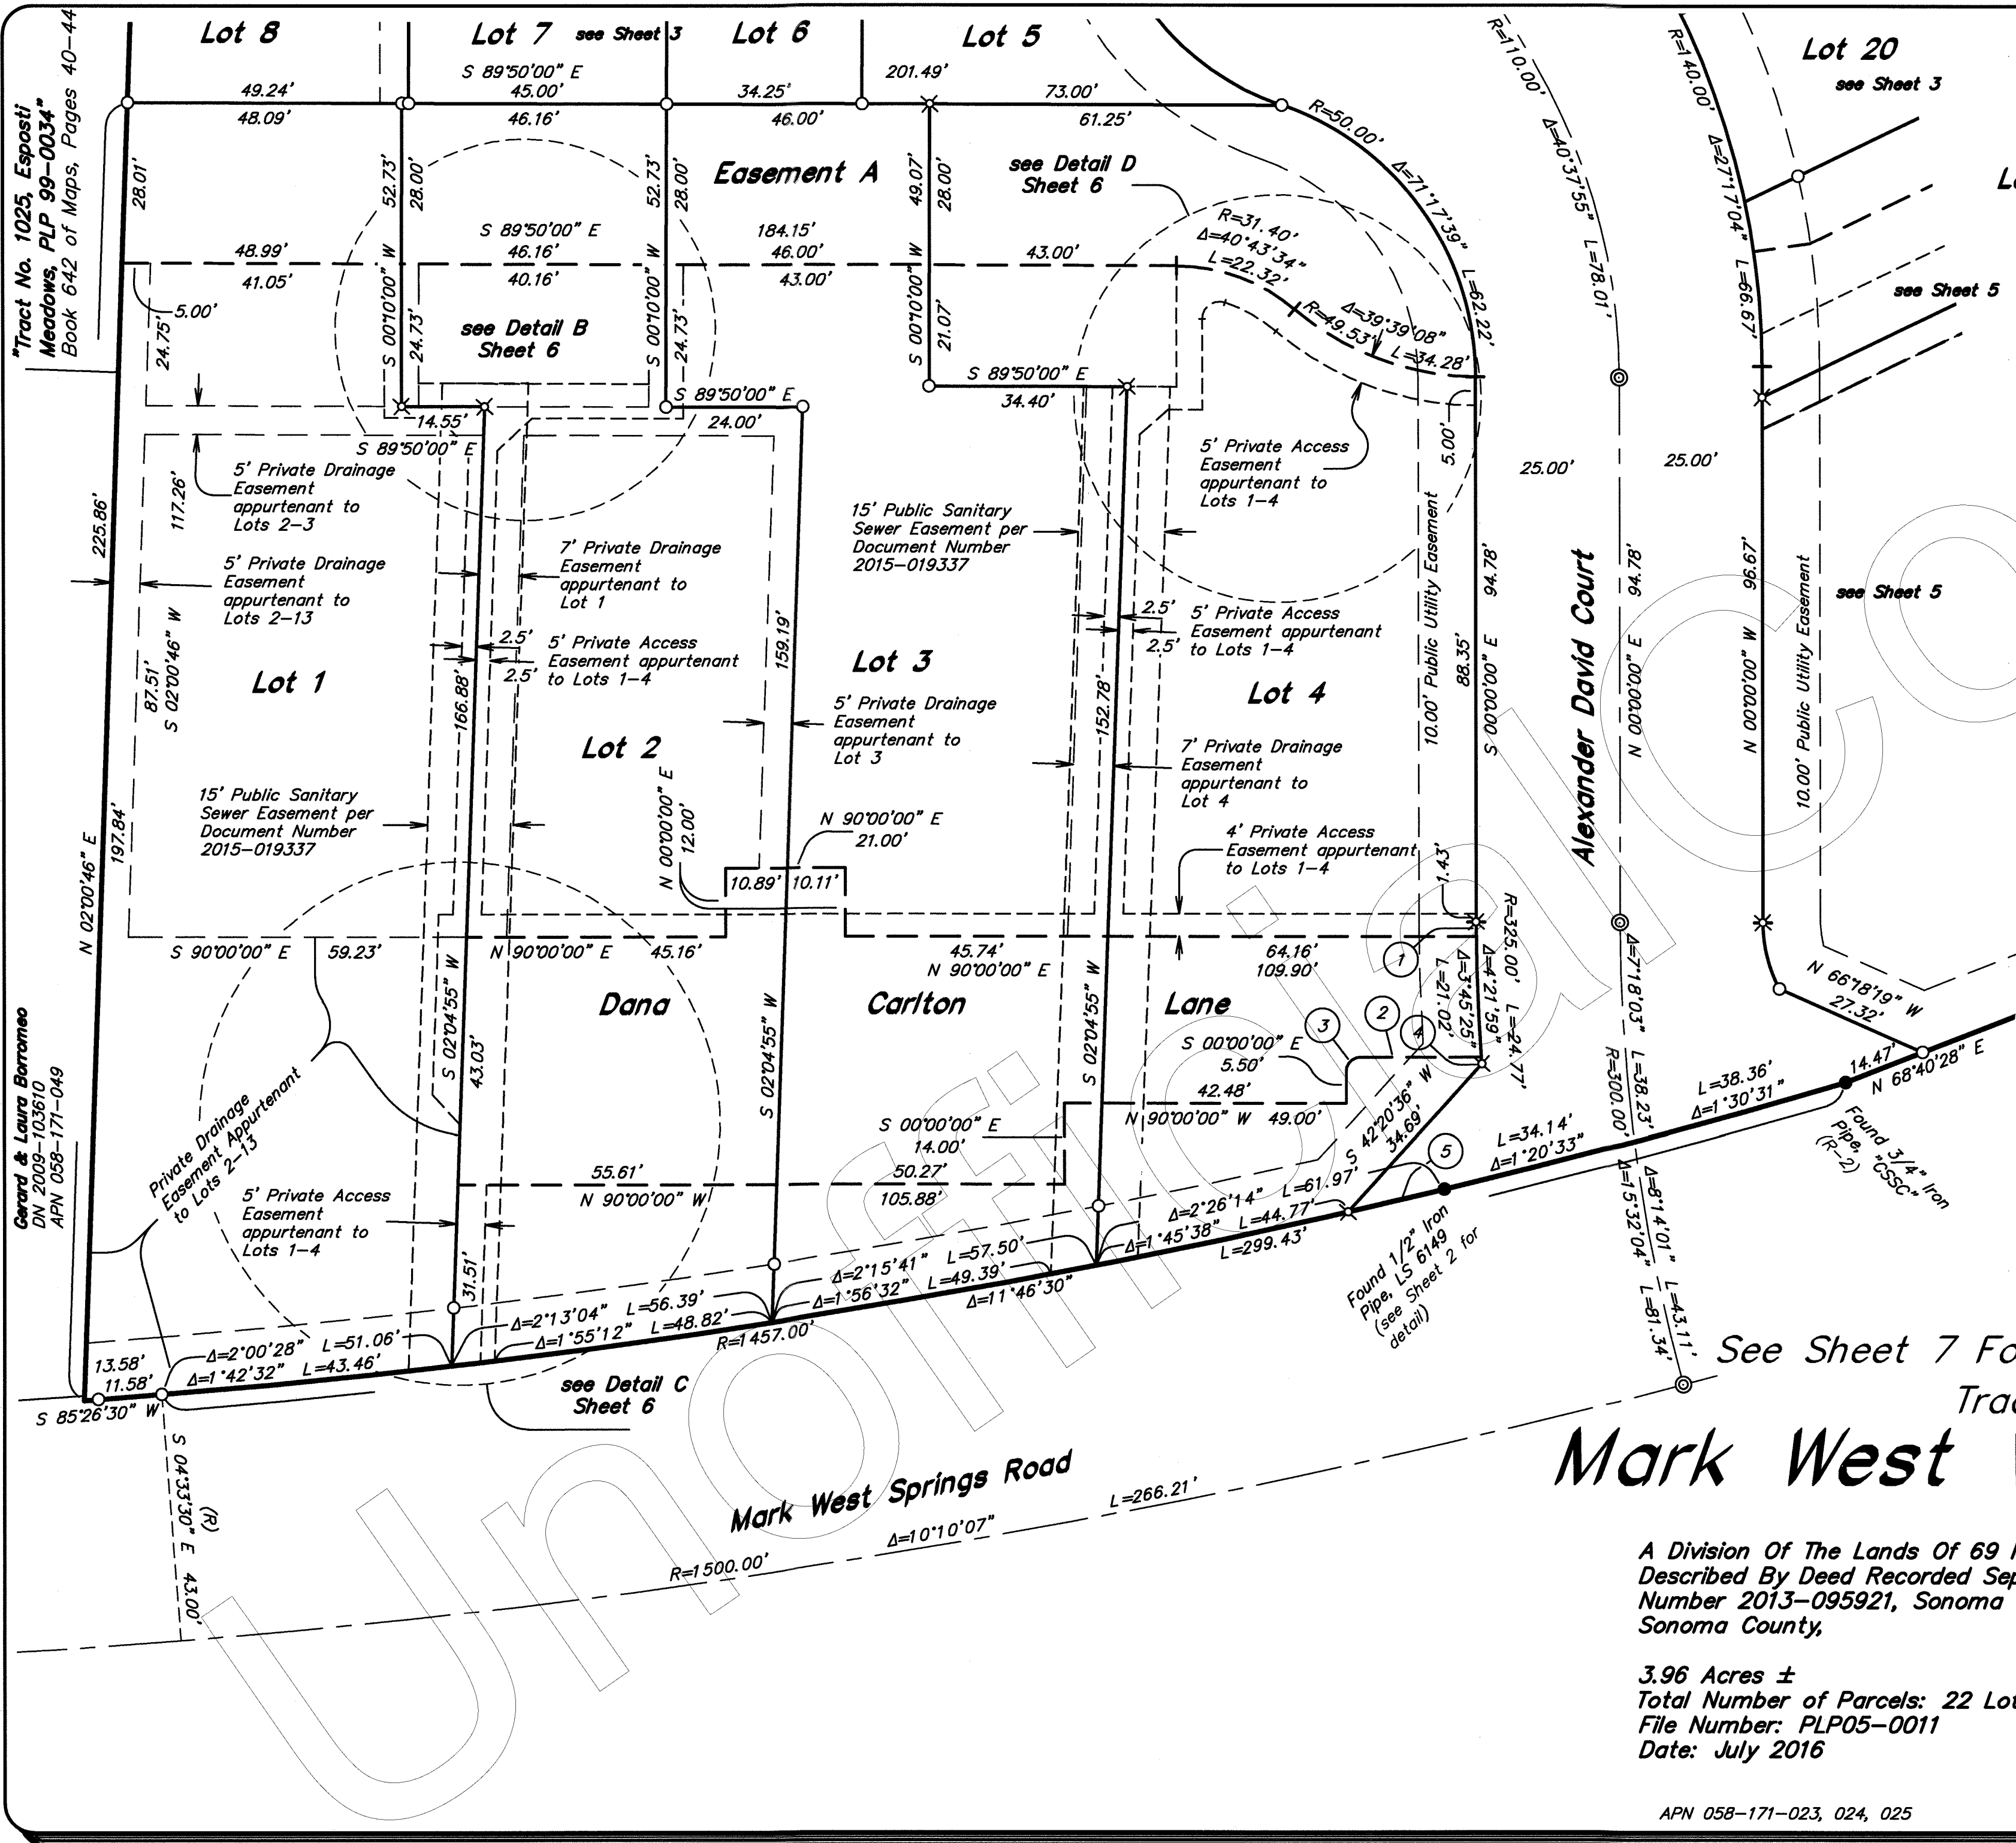 Lot 8
Lot 7 see Sheet 3
Lot 6
Lot 5
Lot 20
see Sheet 3
"Tract No. 1025, Esposti
Meadows, PLP 99-0034"
Book 642 of Maps, Pages 40-44
S 89°50'00" E
201.49'
49.24'
45.00'
34.25'
73.00'
48.09'
46.16'
46.00'
61.25'
28.01'
52.73'
28.00'
52.73'
28.00'
49.07'
28.00'
Easement A
see Detail D
Sheet 6
R=50.00' Δ=71°17'39" L=62.22'
R=110.00' Δ=40°37'55" L=78.01'
R=140.00' Δ=27°17'04" L=66.67'
R=31.40'
Δ=40°43'34"
L=22.32'
Δ=39°39'08"
R=49.53' L=34.28'
see Sheet 5
S 89°50'00" E
184.15'
48.99'
46.16'
46.00'
43.00'
41.05'
40.16'
43.00'
5.00'
24.75'
S 00°10'00" W
24.73'
see Detail B
Sheet 6
S 00°10'00" W
24.73'
S 00°10'00" W
21.07'
S 89°50'00" E
24.00'
S 89°50'00" E
34.40'
14.55'
S 89°50'00" E
5' Private Drainage
Easement
appurtenant to
Lots 2-3
117.26'
225.86'
5' Private Drainage
Easement
appurtenant to
Lots 2-13
87.51'
S 02°00'46" W
7' Private Drainage
Easement
appurtenant to
Lot 1
2.5'
2.5'
5' Private Access
Easement appurtenant
to Lots 1-4
15' Public Sanitary
Sewer Easement per
Document Number
2015-019337
5' Private Access
Easement
appurtenant to
Lots 1-4
5.00'
2.5'
2.5'
5' Private Access
Easement appurtenant
to Lots 1-4
25.00'
25.00'
10.00' Public Utility Easement
88.35'
S 00°00'00" E 94.78'
Alexander David Court
N 00°00'00" E 94.78'
N 00°00'00" W 96.67'
10.00' Public Utility Easement
see Sheet 5
Lot 1
Lot 2
Lot 3
Lot 4
166.88'
159.19'
152.78'
5' Private Drainage
Easement
appurtenant to
Lot 3
7' Private Drainage
Easement
appurtenant to
Lot 4
15' Public Sanitary
Sewer Easement per
Document Number
2015-019337
N 00°00'00" E
12.00'
N 90°00'00" E
21.00'
10.89'
10.11'
4' Private Access
Easement appurtenant
to Lots 1-4
1.43'
N 02°00'46" E
197.84'
S 90°00'00" E 59.23'
N 90°00'00" E 45.16'
45.74'
N 90°00'00" E
64.16'
109.90'
1
2
3
4
5
R=325.00' L=24.77'
Δ=4°21'59"
Δ=3°45'25"
L=21.02'
Δ=7°18'03" L=38.23'
R=300.00' Δ=15°32'04" L=81.34'
Δ=8°14'01" L=43.11'
N 66°18'19" W
27.32'
Dana Carlton Lane
S 02°04'55" W
43.03'
S 02°04'55" W
S 02°04'55" W
S 00°00'00" E
5.50'
42.48'
N 90°00'00" W 49.00'
S 00°00'00" E
14.00'
50.27'
105.88'
55.61'
N 90°00'00" W
S 42°20'36" W
34.69'
14.47'
N 68°40'28" E
L=38.36'
Δ=1°30'31"
L=34.14'
Δ=1°20'33"
Found 3/4" Iron
Pipe, "CSSC"
(R-2)
Gerard & Laura Borromeo
DN 2009-103610
APN 058-171-049
Private Drainage
Easement Appurtenant
to Lots 2-13
5' Private Access
Easement
appurtenant to
Lots 1-4
31.51'
Δ=2°26'14" L=61.97'
Δ=1°45'38" L=44.77'
L=299.43'
Δ=2°15'41" L=57.50'
Δ=1°56'32" L=49.39'
Δ=11°46'30"
Δ=2°13'04" L=56.39'
Δ=1°55'12" L=48.82'
R=1457.00'
Δ=2°00'28" L=51.06'
Δ=1°42'32" L=43.46'
13.58'
11.58'
S 85°26'30" W
Found 1/2" Iron
Pipe, LS 6149
(see Sheet 2 for
detail)
see Detail C
Sheet 6
S 04°33'30" E 43.00'
(R)
Mark West Springs Road
R=1500.00' Δ=10°10'07" L=266.21'
See Sheet 7 Fo
Trac
Mark West
A Division Of The Lands Of 69
Described By Deed Recorded Sep
Number 2013-095921, Sonoma
Sonoma County,
3.96 Acres ±
Total Number of Parcels: 22 Lot
File Number: PLP05-0011
Date: July 2016
APN 058-171-023, 024, 025
Unofficial Co